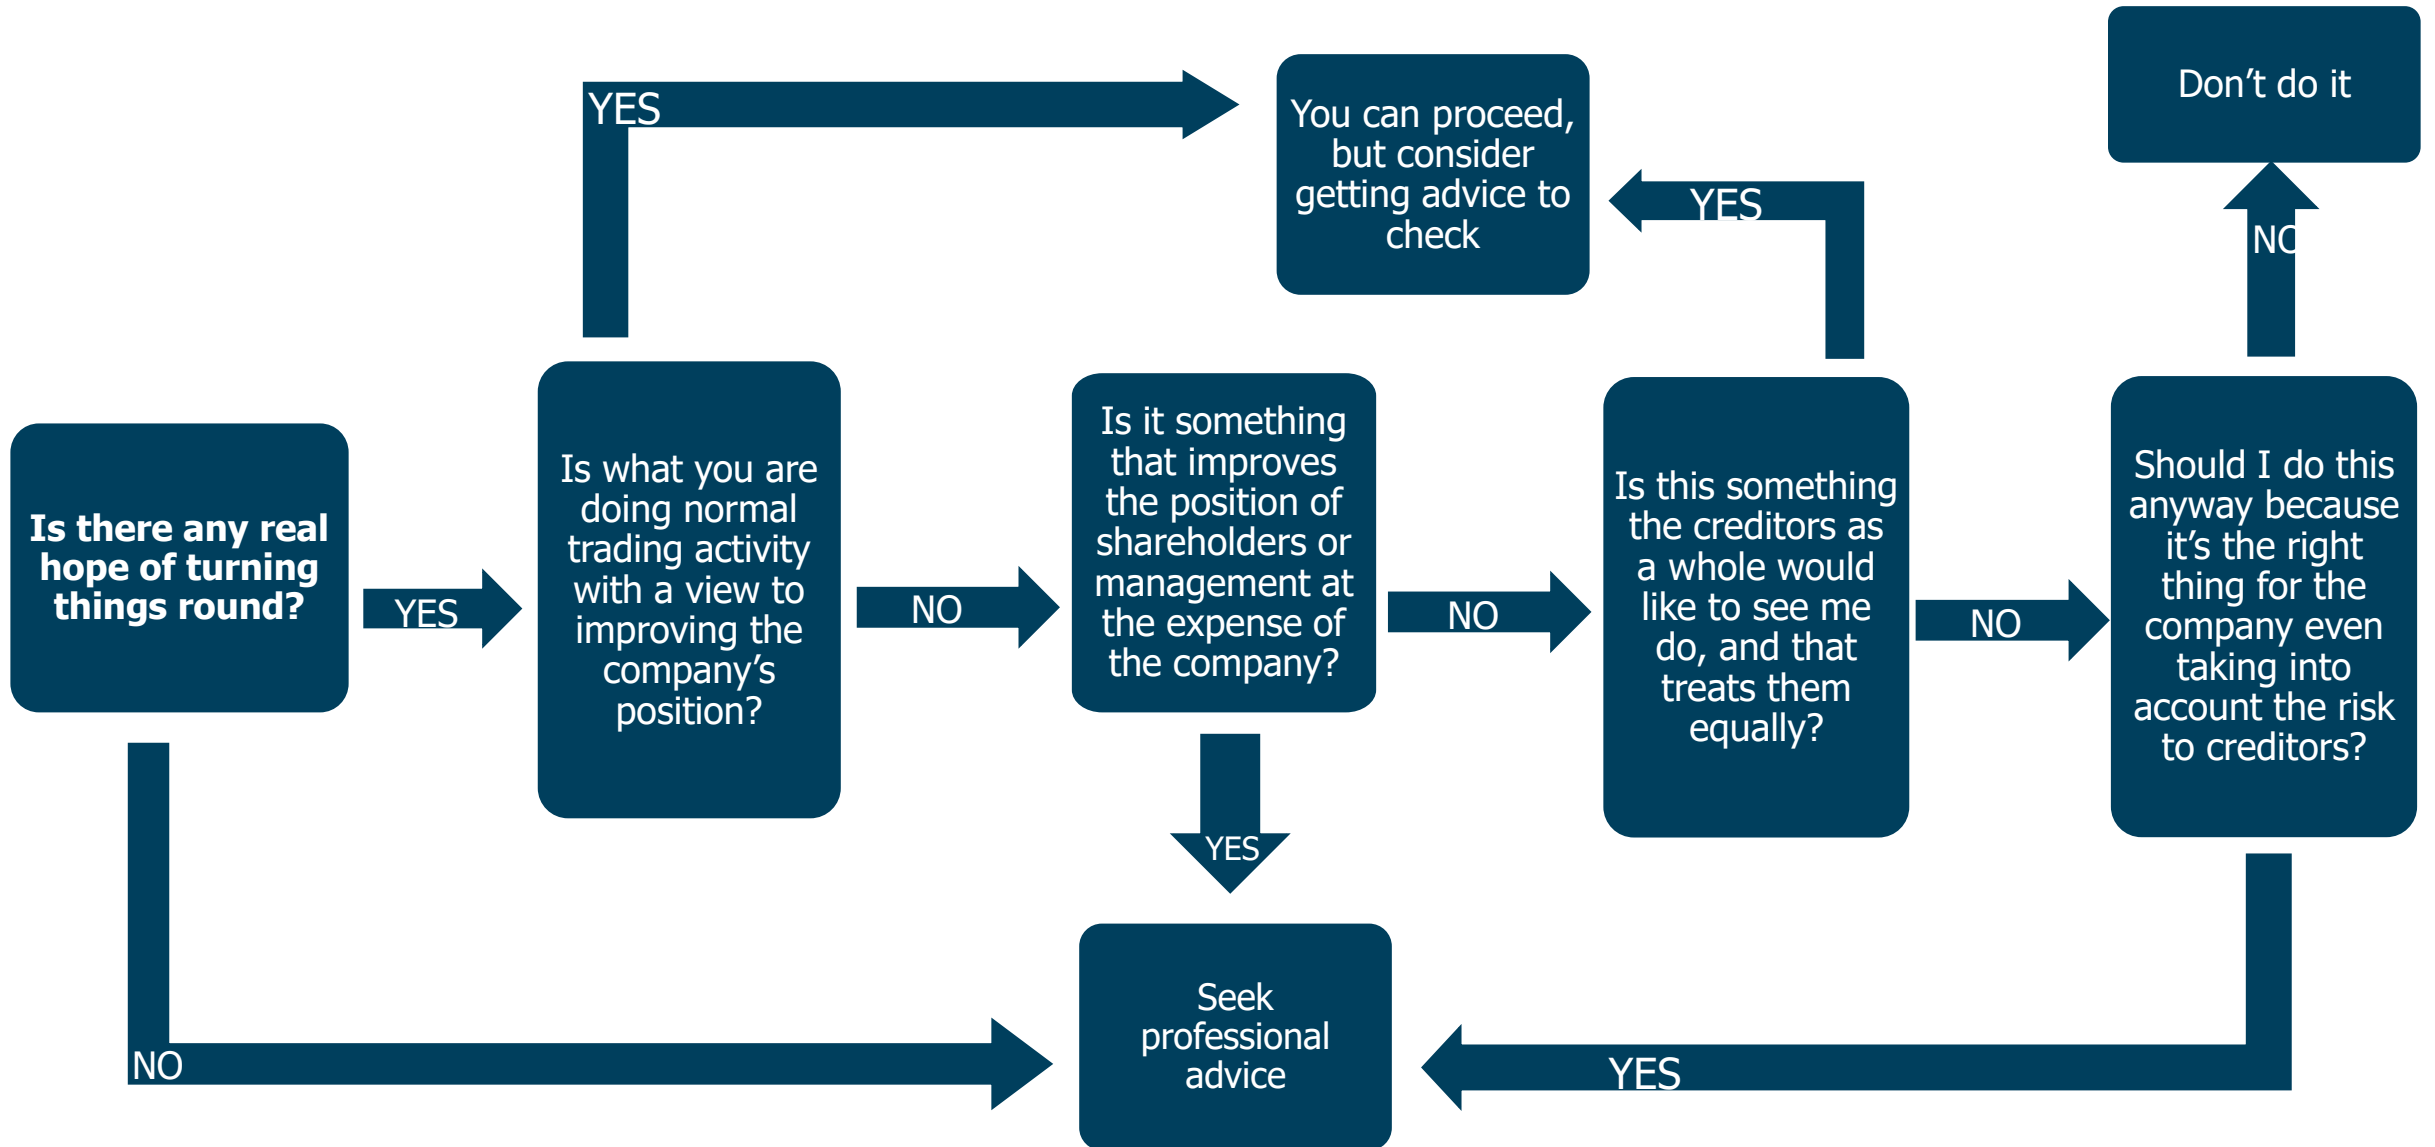 Don’t do it
YES
You can proceed,
but consider
getting advice to
check
YES
NO
Is there any real
hope of turning
things round?
YES
Is what you are
doing normal
trading activity
with a view to
improving the
company’s
position?
NO
Is it something
that improves
the position of
shareholders or
management at
the expense of
the company?
NO
Is this something
the creditors as
a whole would
like to see me
do, and that
treats them
equally?
NO
Should I do this
anyway because
it’s the right
thing for the
company even
taking into
account the risk
to creditors?
YES
NO
Seek
professional
advice
YES